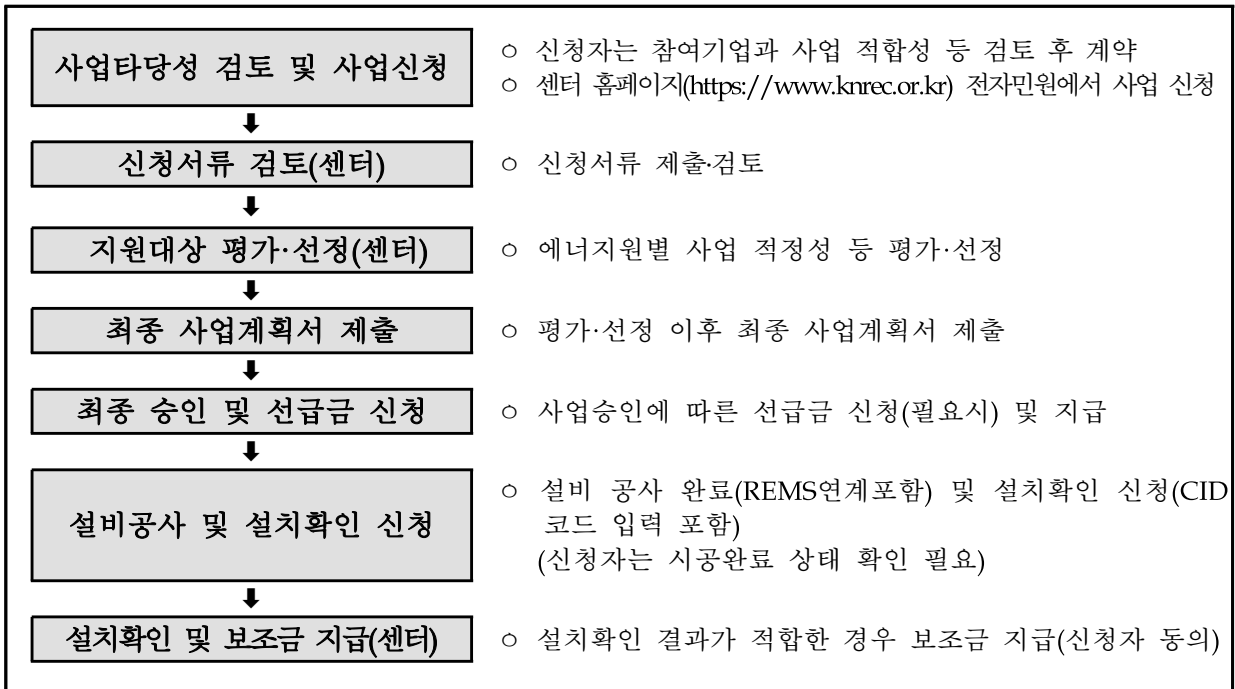 사업타당성 검토 및 사업신청
○ 신청자는 참여기업과 사업 적합성 등 검토 후 계약
○ 센터 홈페이지(https://www.knrec.or.kr) 전자민원에서 사업 신청
⬇
신청서류 검토(센터)
○ 신청서류 제출·검토
⬇
지원대상 평가·선정(센터)
○ 에너지원별 사업 적정성 등 평가·선정
⬇
최종 사업계획서 제출
○ 평가·선정 이후 최종 사업계획서 제출
⬇
최종 승인 및 선급금 신청
○ 사업승인에 따른 선급금 신청(필요시) 및 지급
⬇
설비공사 및 설치확인 신청
○ 설비 공사 완료(REMS연계포함) 및 설치확인 신청(CID
코드 입력 포함)
(신청자는 시공완료 상태 확인 필요)
⬇
설치확인 및 보조금 지급(센터)
○ 설치확인 결과가 적합한 경우 보조금 지급(신청자 동의)